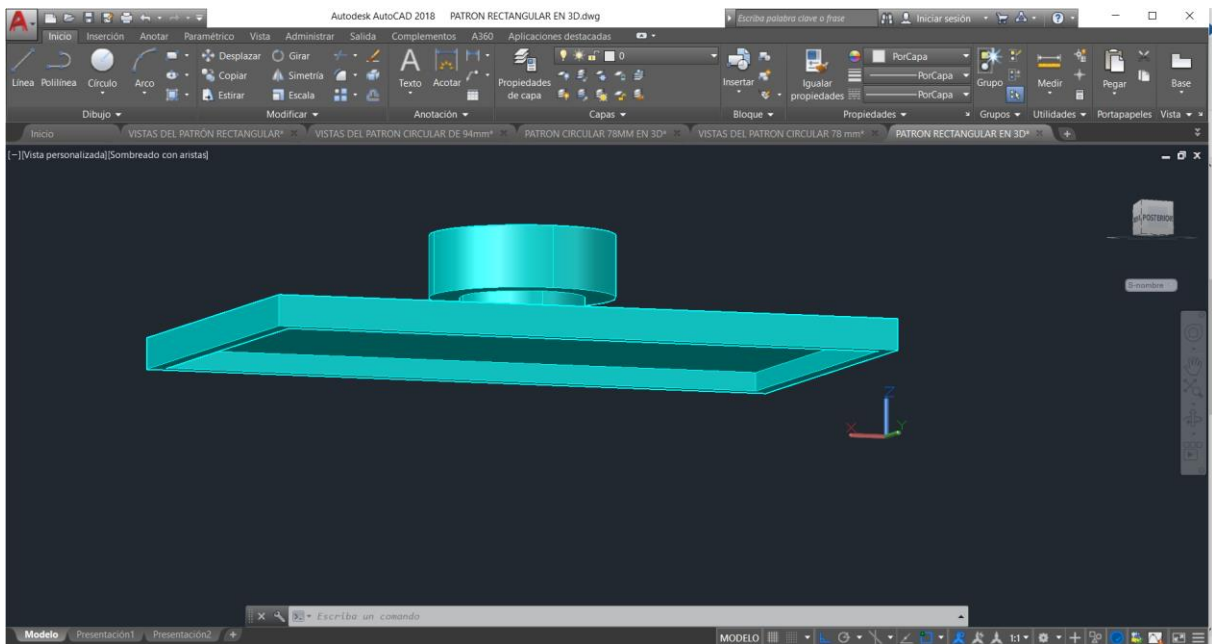 Autodesk AutoCAD 2018 PATRON RECTANGULAR EN 3D.dwg
Escriba palabra clave o frase
Iniciar sesión
Inicio Inserción Anotar Paramétrico Vista Administrar Salida Complementos A360 Aplicaciones destacadas
Línea Polilínea Círculo Arco
Desplazar Girar
Copiar Simetría
Estirar Escala
Texto Acotar
Propiedades de capa
0
Insertar
Igualar propiedades
PorCapa
PorCapa
PorCapa
Grupo
Medir
Pegar
Base
Dibujo Modificar Anotación Capas Bloque Propiedades Grupos Utilidades Portapapeles Vista
Inicio VISTAS DEL PATRÓN RECTANGULAR* VISTAS DEL PATRON CIRCULAR DE 94mm* PATRON CIRCULAR 78MM EN 3D* VISTAS DEL PATRON CIRCULAR 78 mm* PATRON RECTANGULAR EN 3D*
[−][Vista personalizada][Sombreado con aristas]
POSTERIOR
S-nombre
Z
X
Y
Escriba un comando
Modelo Presentación1 Presentación2 +
MODELO
1:1